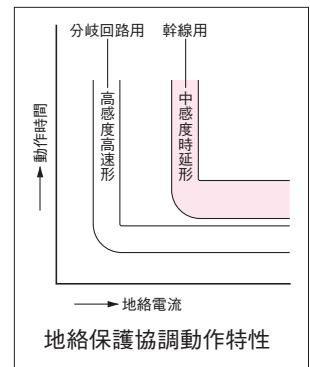 分岐回路用 幹線用
高感度高速形
中感度時延形
動作時間
地絡電流
地絡保護協調動作特性